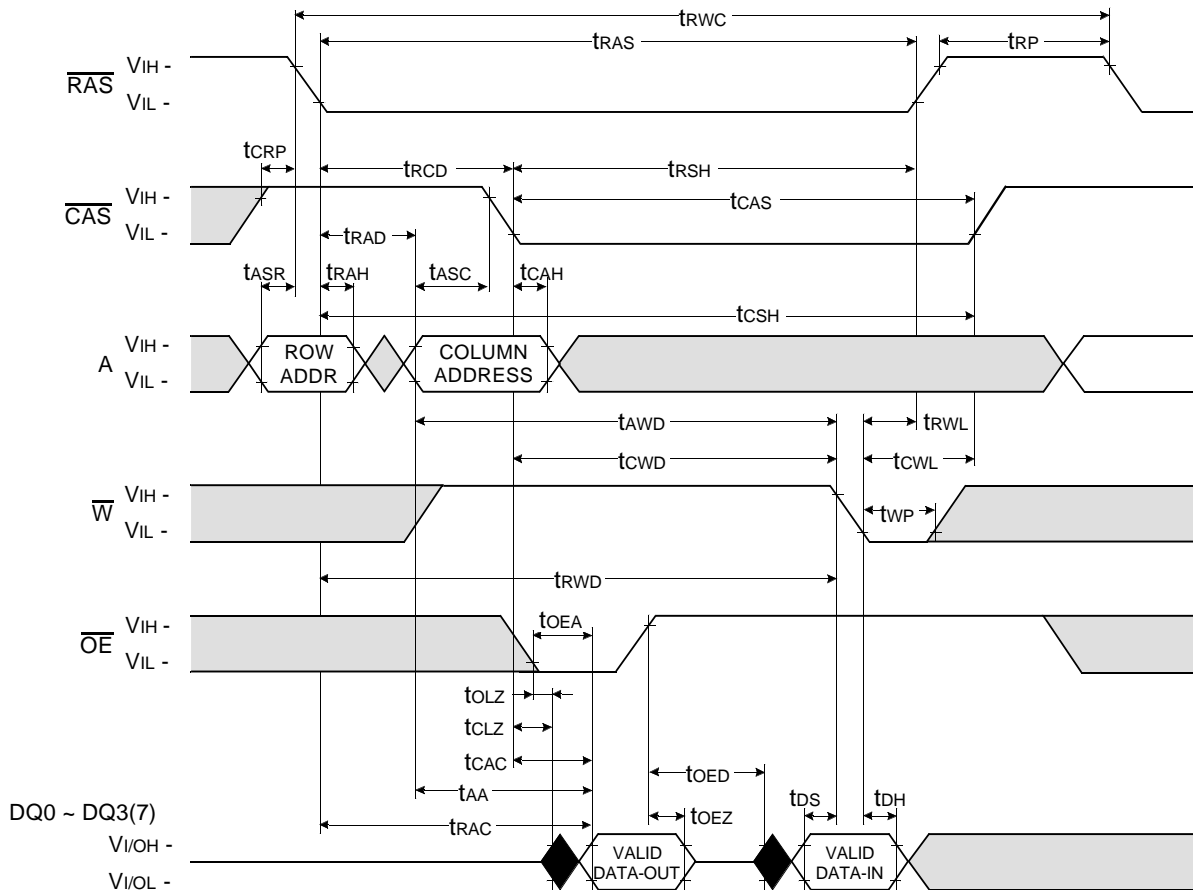 tRWC
tRAS
tRP
RAS
VIH -
VIL -
tCRP
tRCD
tRSH
CAS
VIH -
VIL -
tCAS
tRAD
tASR
tRAH
tASC
tCAH
tCSH
A
VIH -
VIL -
ROW
ADDR
COLUMN
ADDRESS
tAWD
tRWL
tCWD
tCWL
W
VIH -
VIL -
tWP
tRWD
OE
VIH -
VIL -
tOEA
tOLZ
tCLZ
tCAC
tOED
tAA
tDS
tDH
tOEZ
DQ0 ~ DQ3(7)
tRAC
VI/OH -
VI/OL -
VALID
DATA-OUT
VALID
DATA-IN